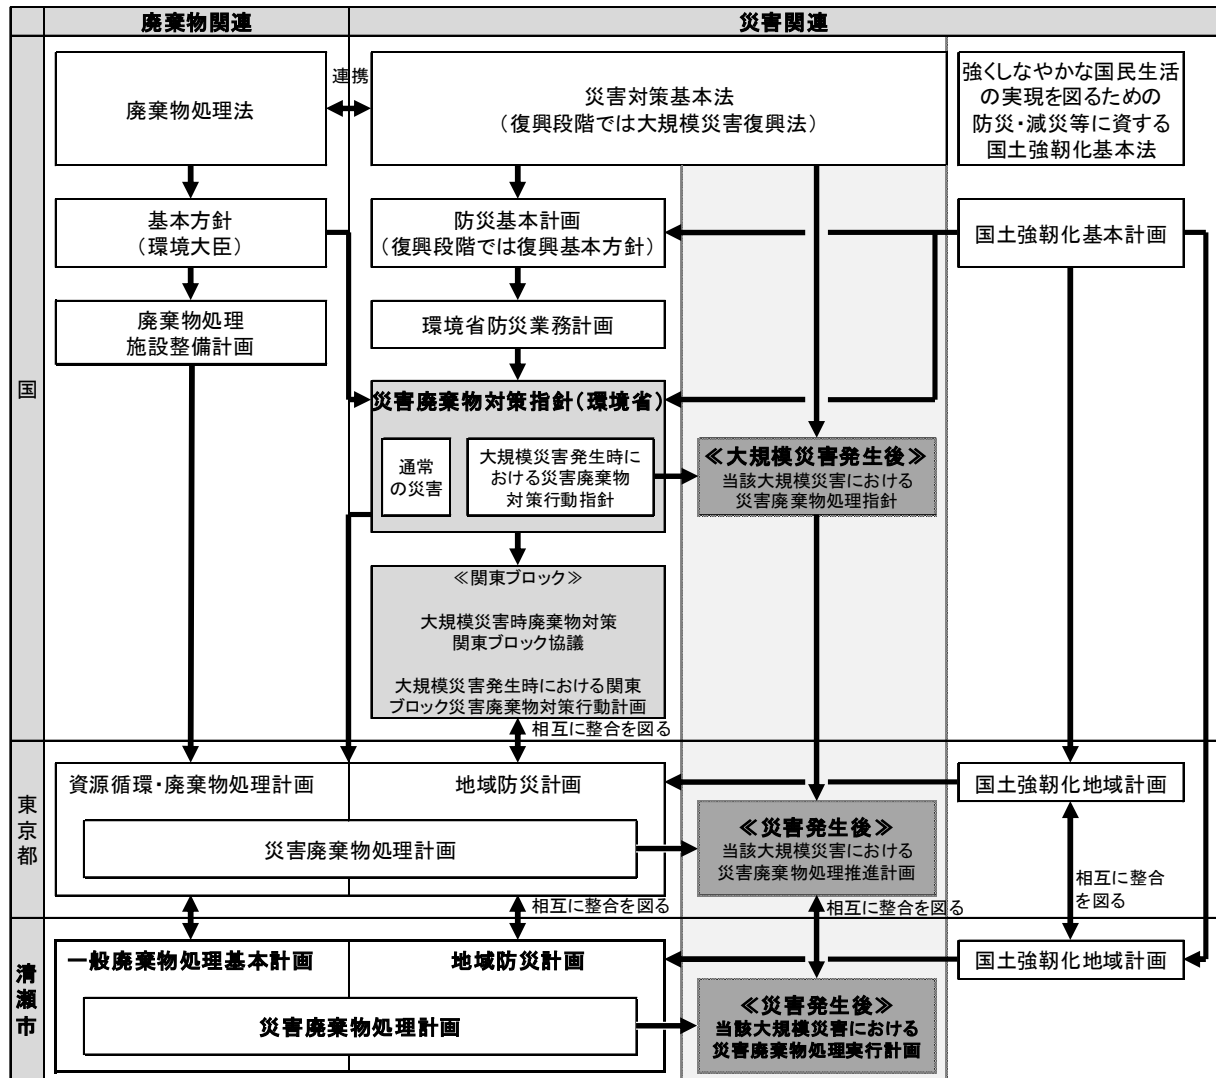 廃棄物関連
災害関連
国
廃棄物処理法
連携
災害対策基本法
（復興段階では大規模災害復興法）
強くしなやかな国民生活
の実現を図るための
防災・減災等に資する
国土強靭化基本法
基本方針
（環境大臣）
防災基本計画
（復興段階では復興基本方針）
国土強靭化基本計画
廃棄物処理
施設整備計画
環境省防災業務計画
災害廃棄物対策指針（環境省）
通常
の災害
大規模災害発生時に
おける災害廃棄物
対策行動指針
≪大規模災害発生後≫
当該大規模災害における
災害廃棄物処理指針
≪関東ブロック≫
大規模災害時廃棄物対策
関東ブロック協議
大規模災害発生時における関東
ブロック災害廃棄物対策行動計画
相互に整合を図る
東京都
資源循環・廃棄物処理計画
地域防災計画
国土強靭化地域計画
災害廃棄物処理計画
≪災害発生後≫
当該大規模災害における
災害廃棄物処理推進計画
相互に整合を図る
相互に整合を図る
相互に整合
を図る
清瀬市
一般廃棄物処理基本計画
地域防災計画
国土強靭化地域計画
災害廃棄物処理計画
≪災害発生後≫
当該大規模災害における
災害廃棄物処理実行計画